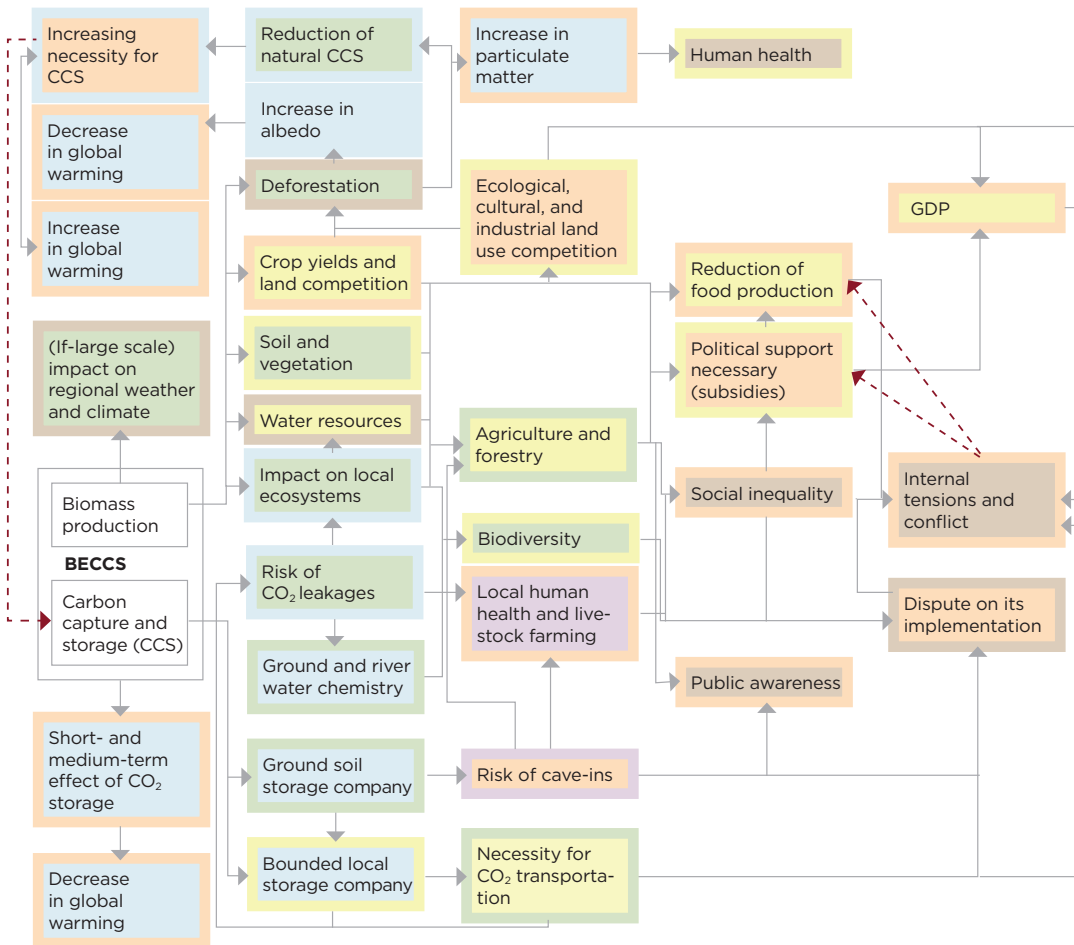 Increasing
necessity for
CCS
Reduction of
natural CCS
Increase in
particulate
matter
Human health
Decrease
in global
warming
Increase in
albedo
Deforestation
Ecological,
cultural, and
industrial land
use competition
GDP
Increase
in global
warming
Crop yields and
land competition
Reduction of
food production
(If-large scale)
impact on
regional weather
and climate
Soil and
vegetation
Political support
necessary
(subsidies)
Water resources
Agriculture and
forestry
Impact on local
ecosystems
Social inequality
Internal
tensions and
conflict
Biomass
production
BECCS
Carbon
capture and
storage (CCS)
Biodiversity
Risk of
CO₂ leakages
Local human
health and live-
stock farming
Dispute on its
implementation
Ground and river
water chemistry
Public awareness
Short- and
medium-term
effect of CO₂
storage
Ground soil
storage company
Risk of cave-ins
Decrease
in global
warming
Bounded local
storage company
Necessity for
CO₂ transporta-
tion